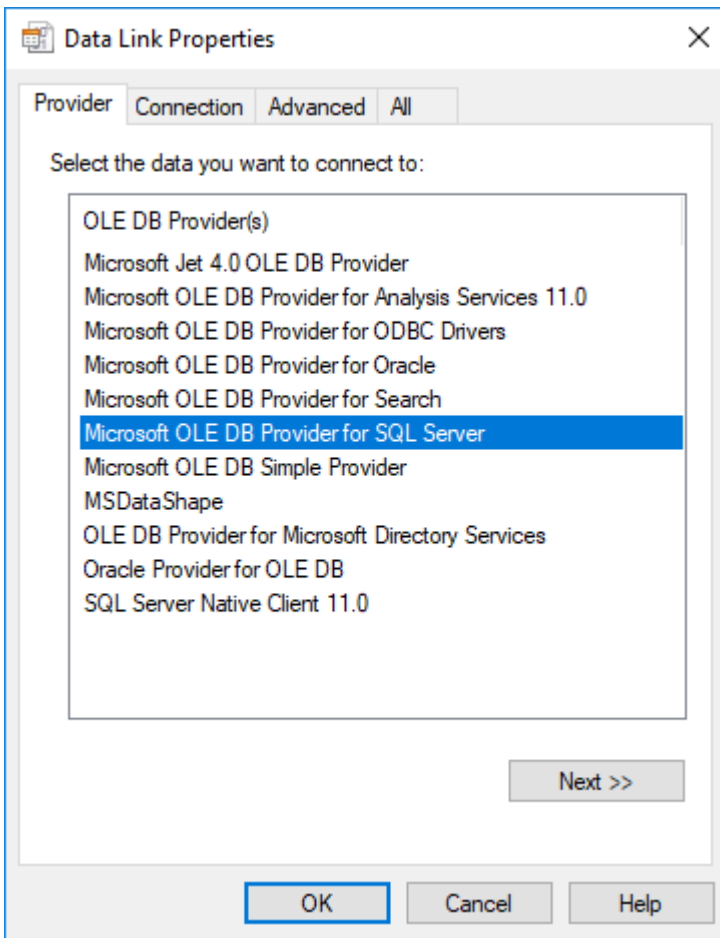 Data Link Properties
Provider Connection Advanced All
Select the data you want to connect to:
OLE DB Provider(s)
Microsoft Jet 4.0 OLE DB Provider
Microsoft OLE DB Provider for Analysis Services 11.0
Microsoft OLE DB Provider for ODBC Drivers
Microsoft OLE DB Provider for Oracle
Microsoft OLE DB Provider for Search
Microsoft OLE DB Provider for SQL Server
Microsoft OLE DB Simple Provider
MSDataShape
OLE DB Provider for Microsoft Directory Services
Oracle Provider for OLE DB
SQL Server Native Client 11.0
Next >>
OK Cancel Help